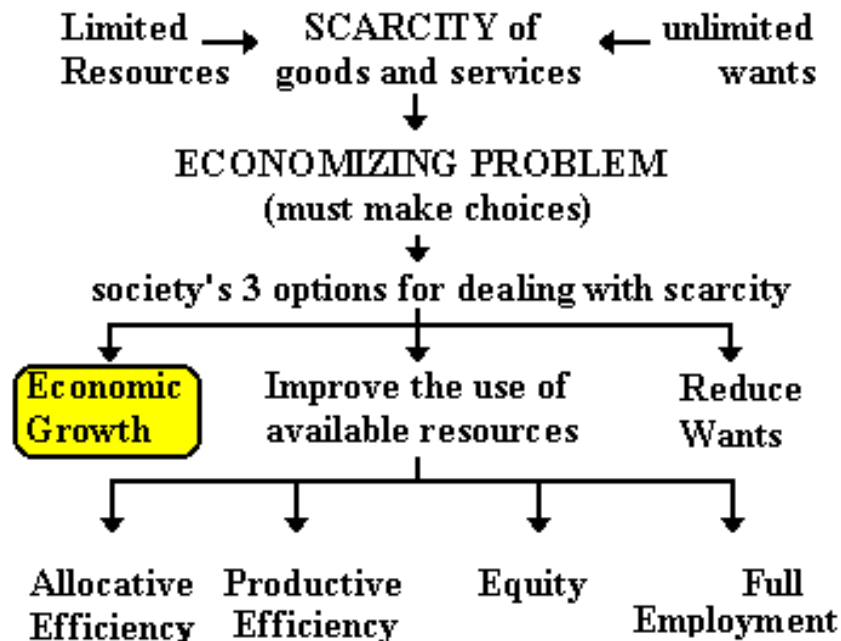 Limited
Resources
SCARCITY of
goods and services
unlimited
wants
ECONOMIZING PROBLEM
(must make choices)
society's 3 options for dealing with scarcity
Economic
Growth
Improve the use of
available resources
Reduce
Wants
Allocative
Efficiency
Productive
Efficiency
Equity
Full
Employment